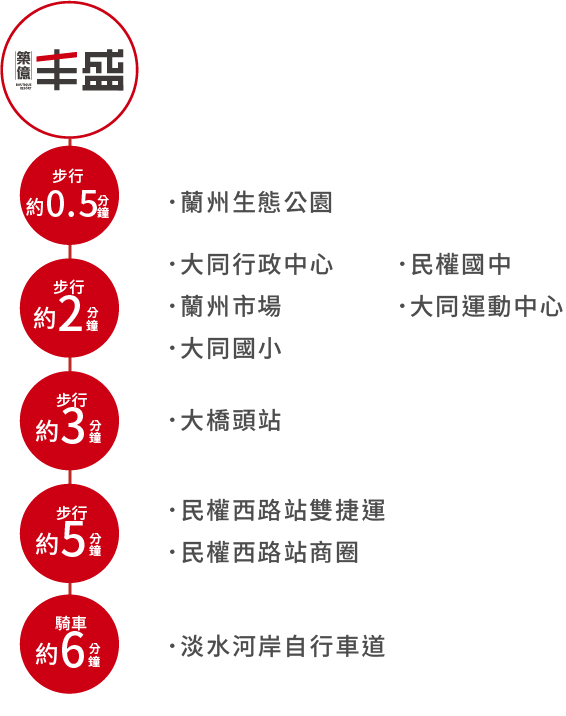 築億
丰盛
BOUTIQUE
RESORT
步行
約0.5分鐘
·蘭州生態公園
步行
約2分鐘
·大同行政中心 ·民權國中
·蘭州市場 ·大同運動中心
·大同國小
步行
約3分鐘
·大橋頭站
步行
約5分鐘
·民權西路站雙捷運
·民權西路站商圈
騎車
約6分鐘
·淡水河岸自行車道